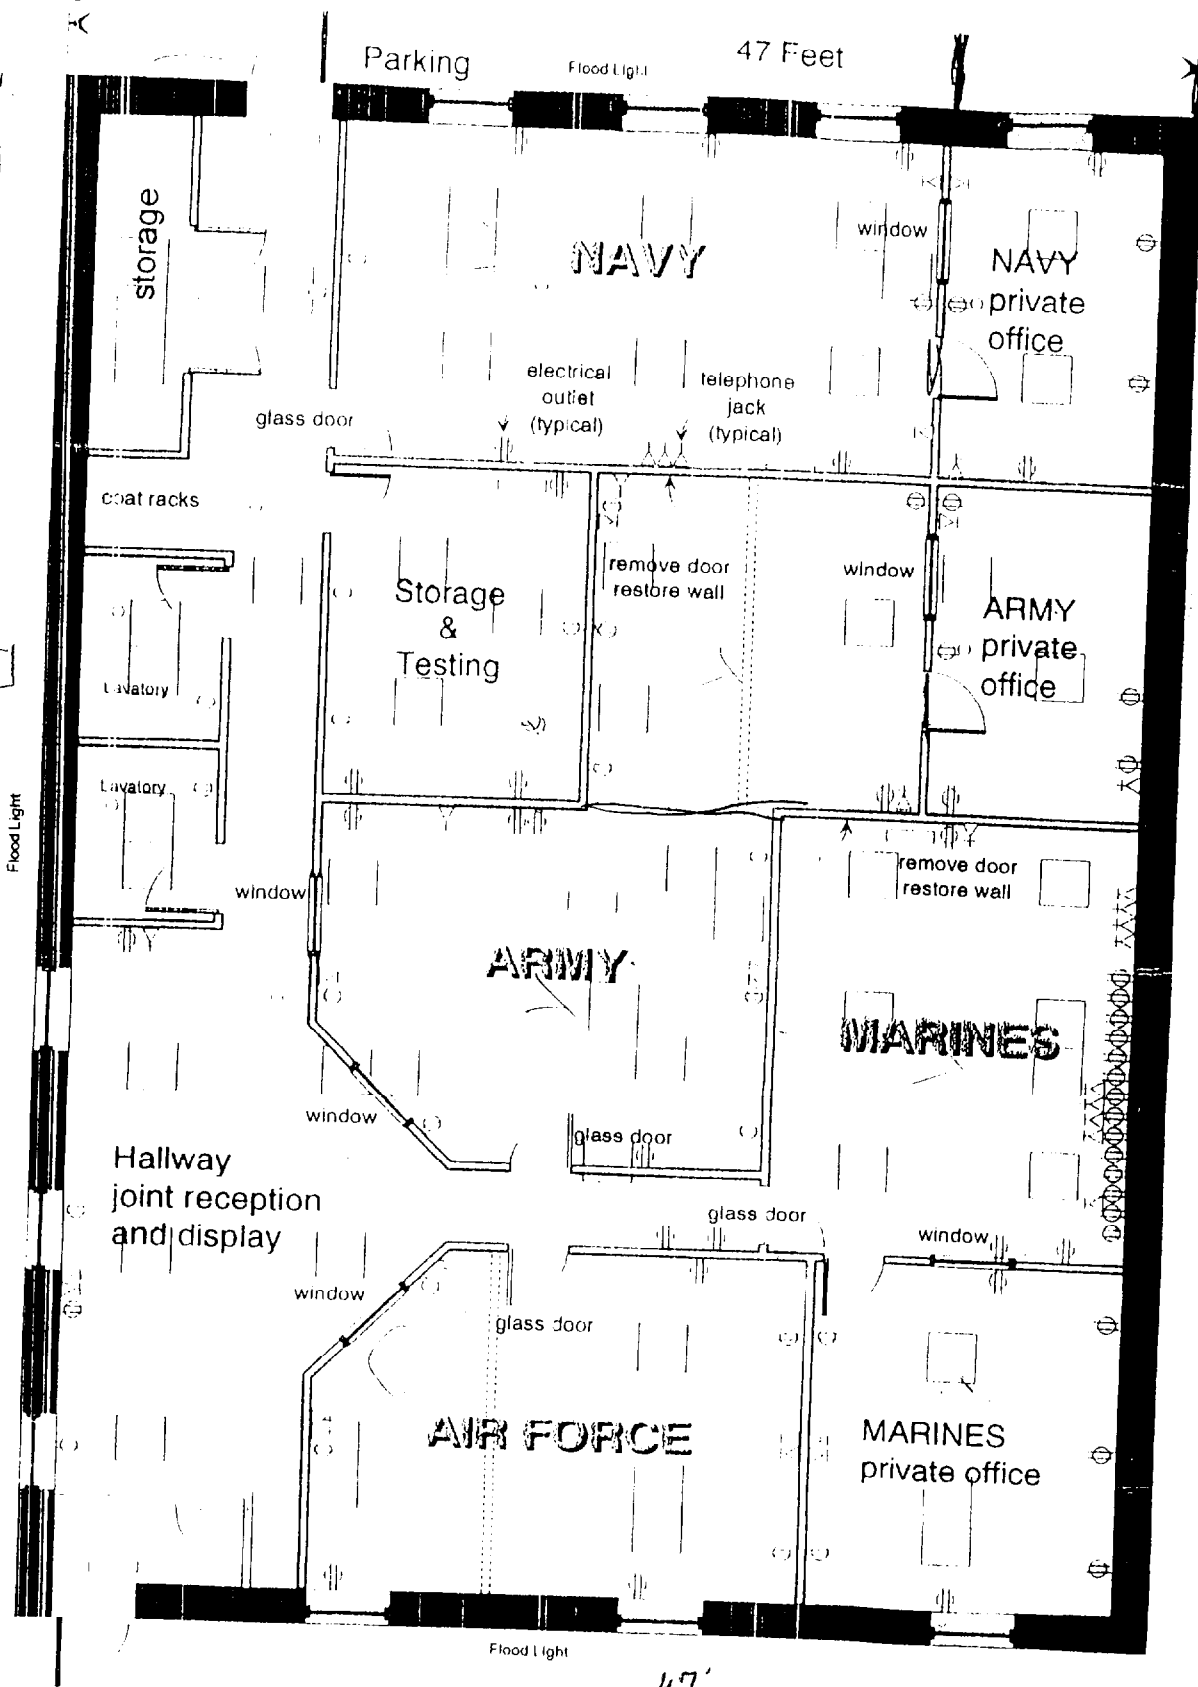 Parking
Flood Light
47 Feet
storage
NAVY
window
NAVY
private
office
electrical
outlet
(typical)
telephone
jack
(typical)
glass door
coat racks
Storage
&
Testing
remove door
restore wall
window
ARMY
private
office
Lavatory
Lavatory
Flood Light
window
remove door
restore wall
ARMY
MARINES
window
glass door
Hallway
joint reception
and display
glass door
window
window
glass door
AIR FORCE
MARINES
private office
Flood Light
47'